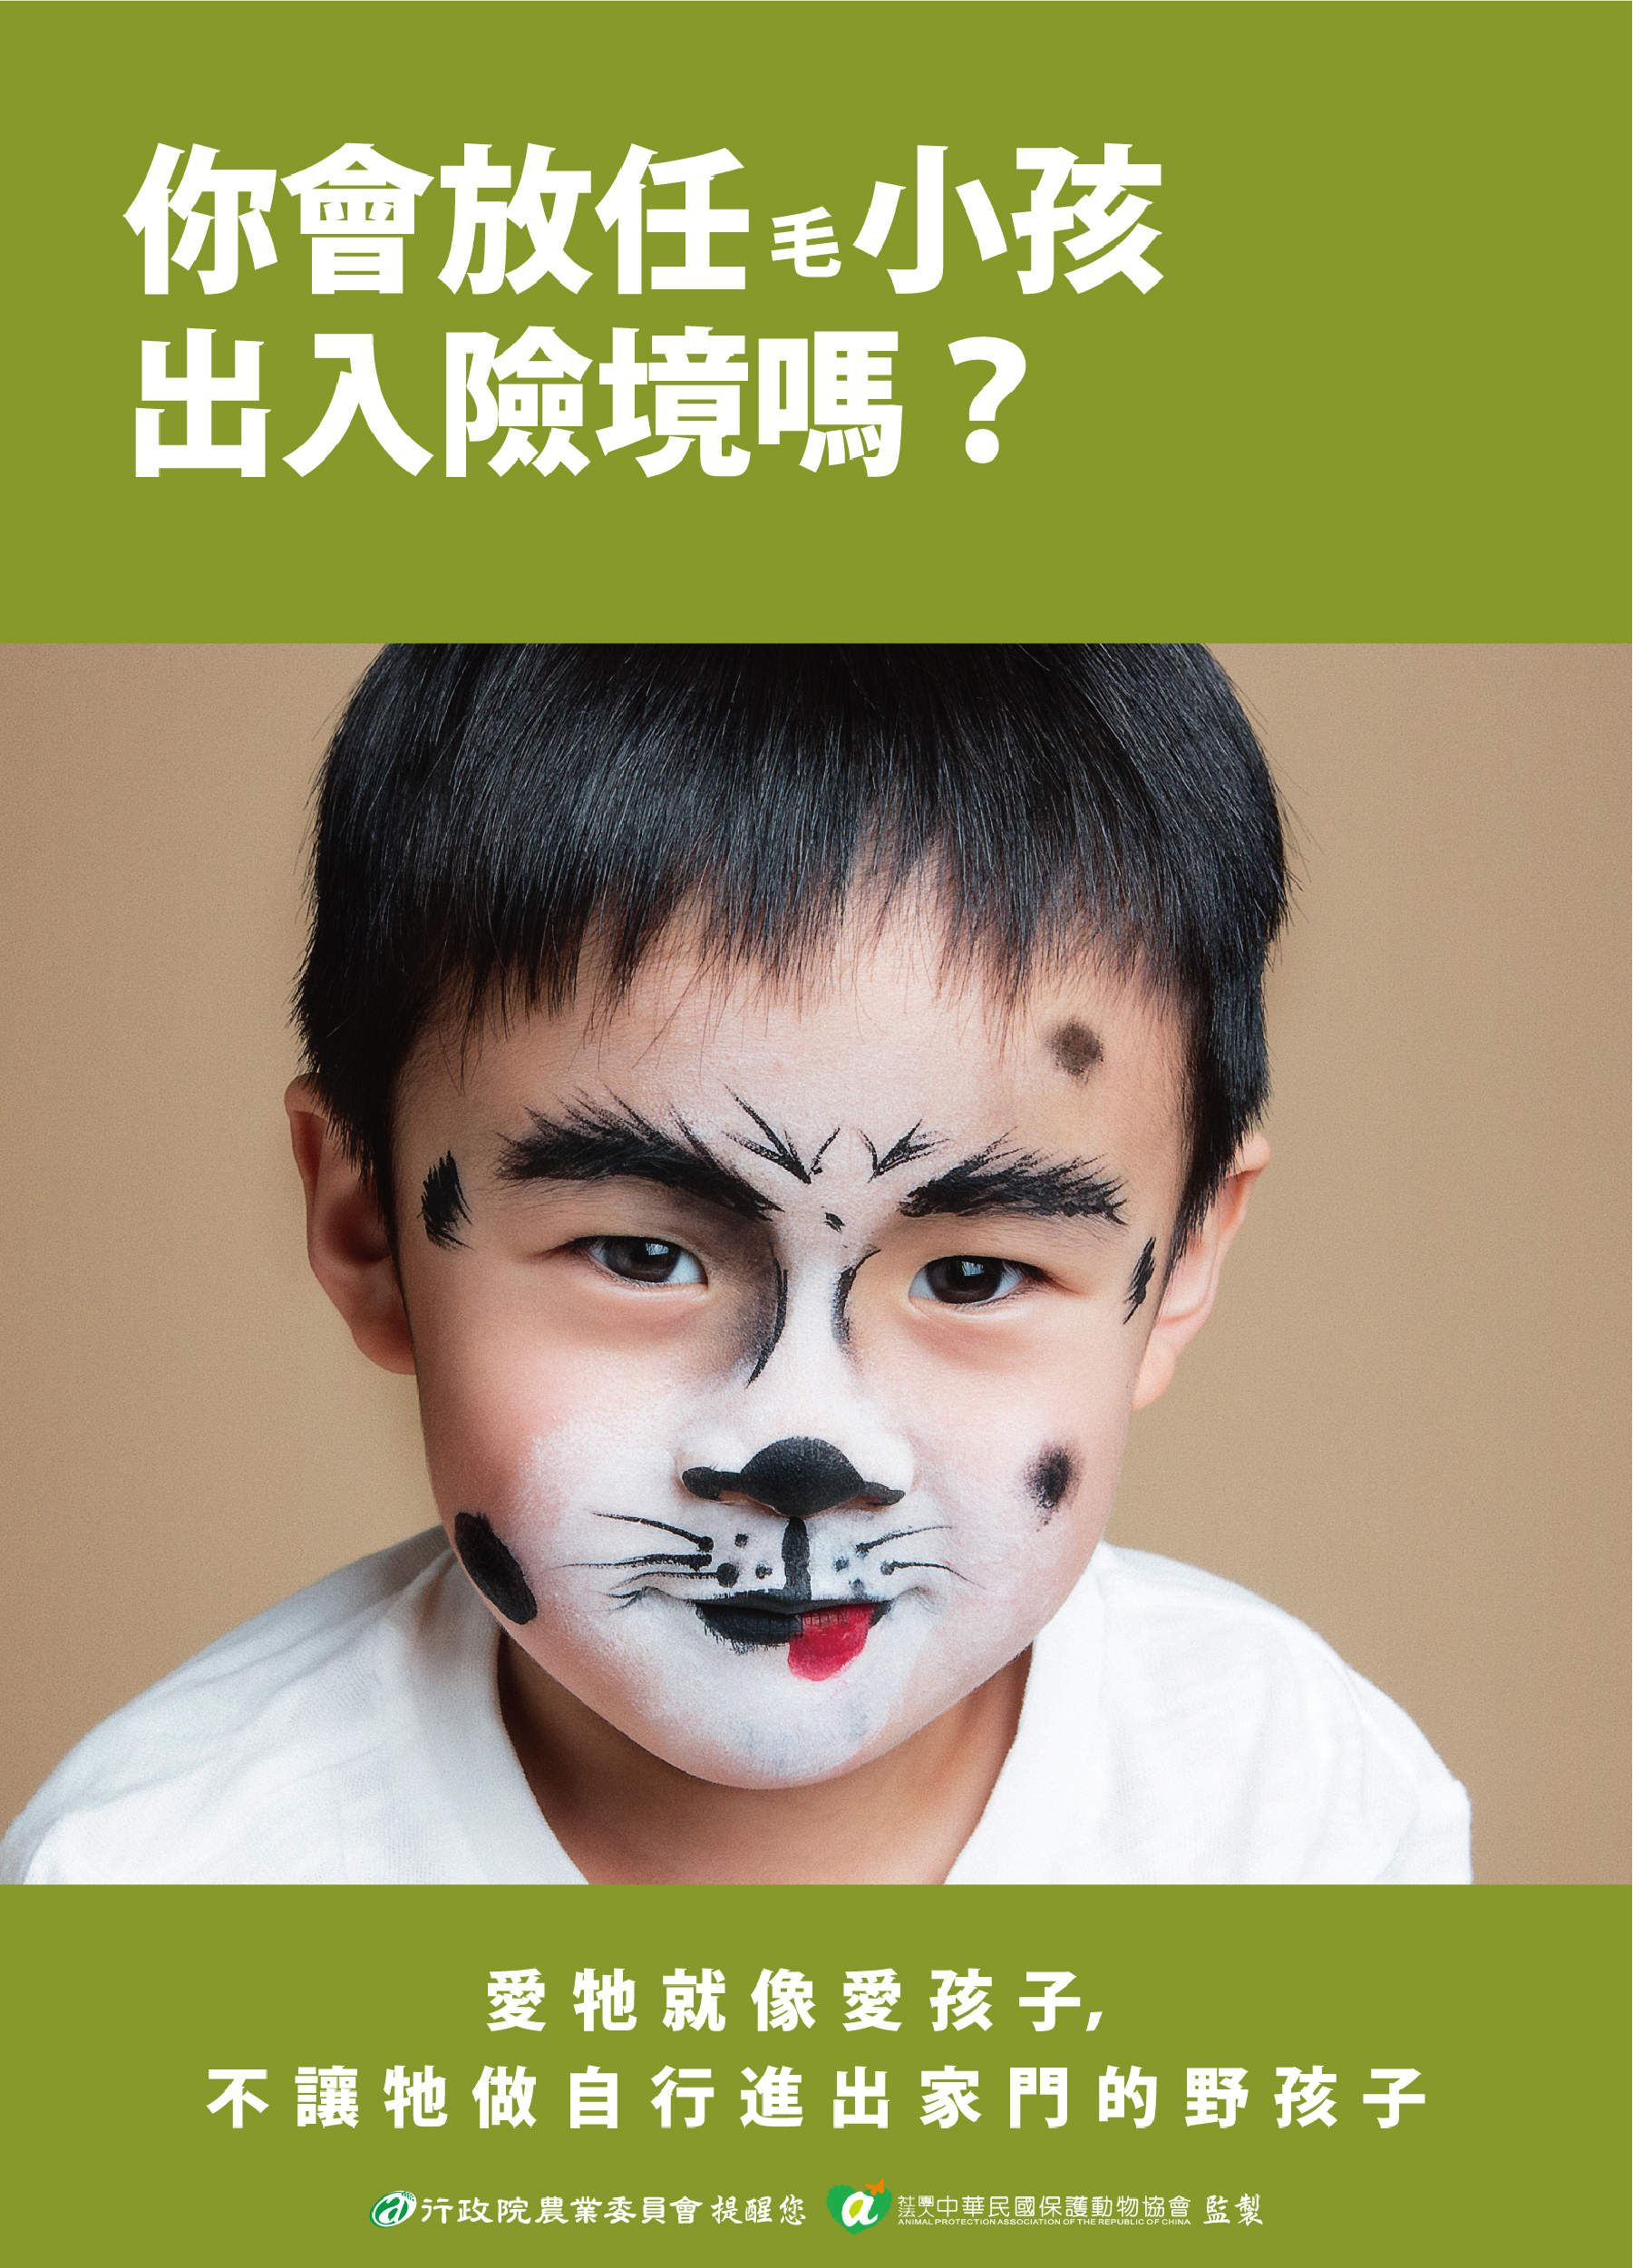 你會放任毛小孩
出入險境嗎？
愛牠就像愛孩子,
不讓牠做自行進出家門的野孩子
行政院農業委員會 提醒您 社團法人中華民國保護動物協會 監製
ANIMAL PROTECTION ASSOCIATION OF THE REPUBLIC OF CHINA